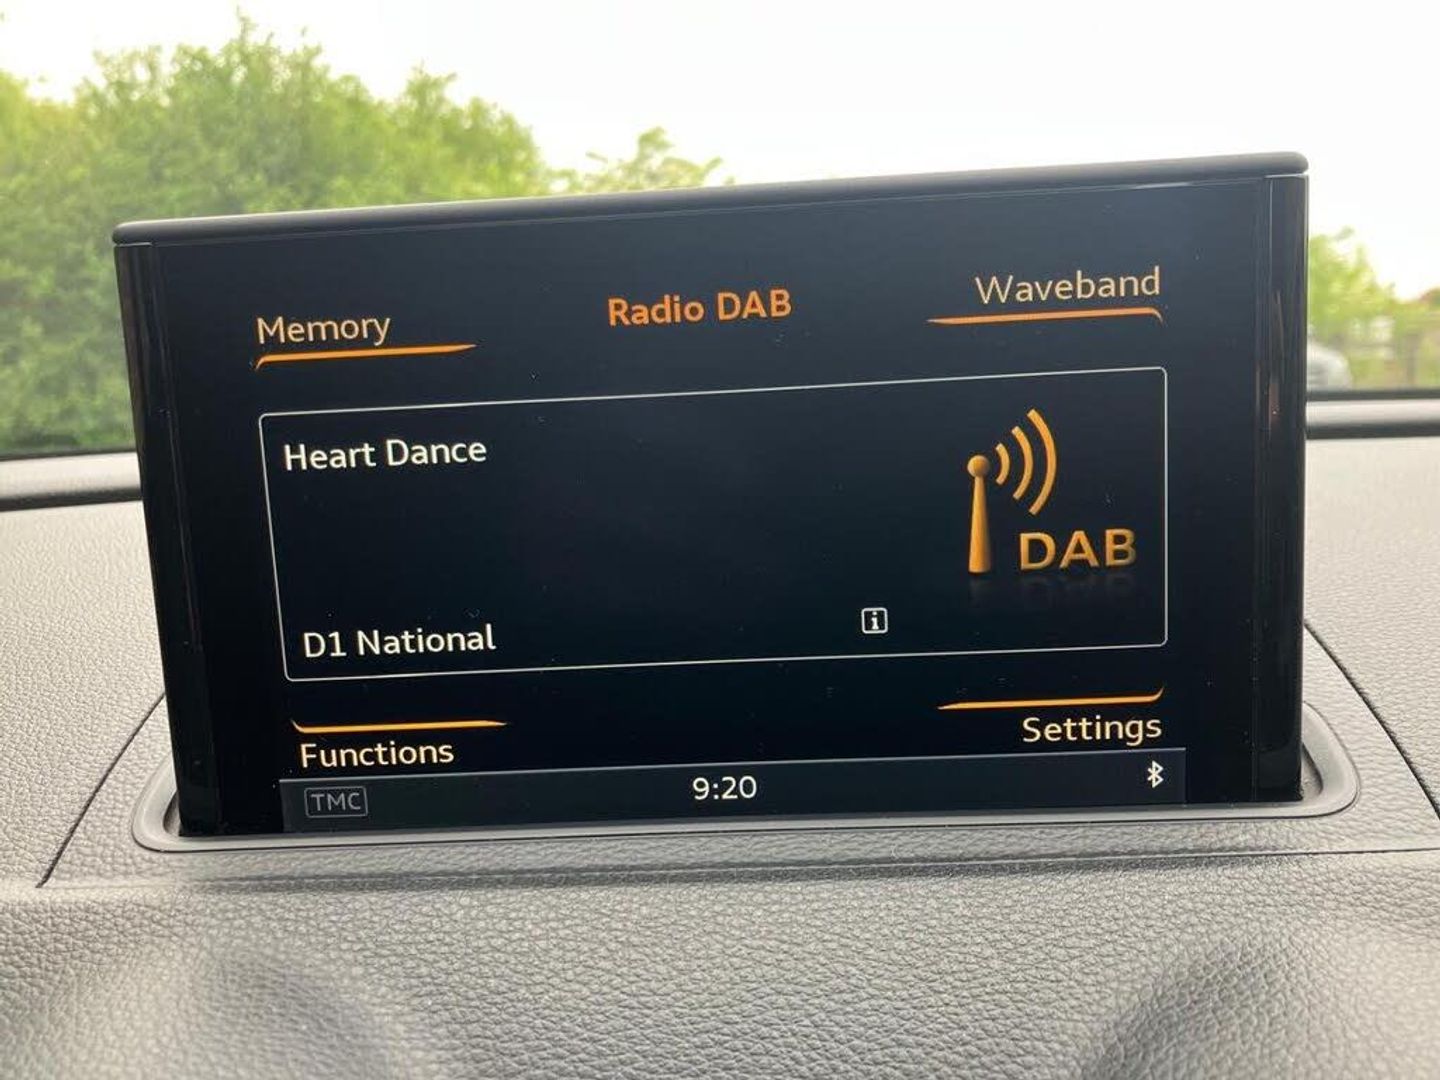 Memory
Radio DAB
Waveband
Heart Dance
DAB
D1 National
i
Functions
Settings
TMC
9:20